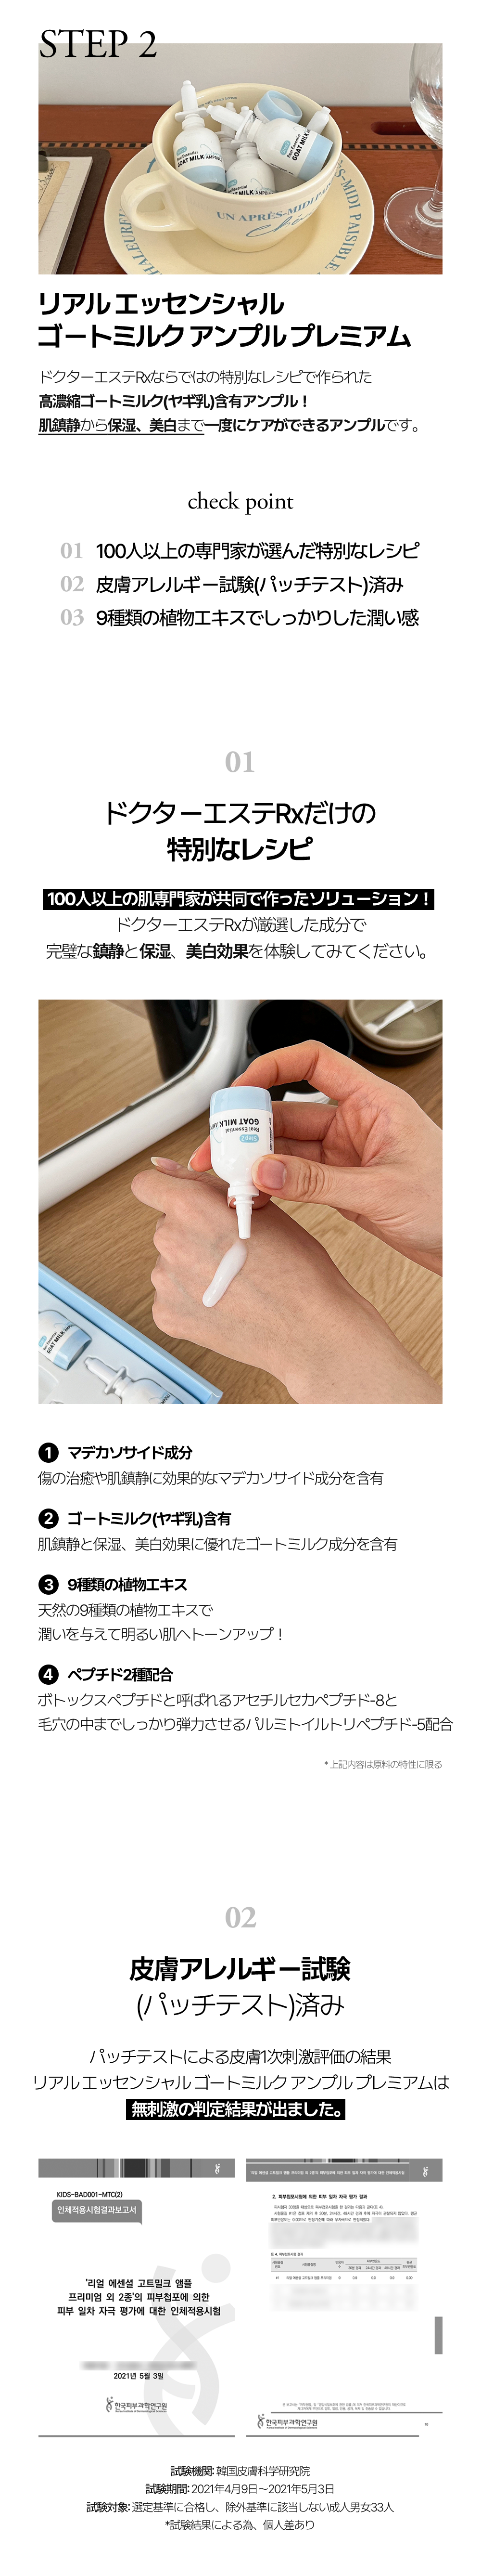 STEP 2
Real Essential
GOAT MILK AMPOULE
GOAT MILK
UN APRÈS-MIDI PAISIBLE
リアル エッセンシャル
ゴートミルク アンプル プレミアム
ドクターエステRxならではの特別なレシピで作られた
高濃縮ゴートミルク(ヤギ乳)含有アンプル！
肌鎮静から保湿、美白まで一度にケアができるアンプルです。
check point
01 100人以上の専門家が選んだ特別なレシピ
02 皮膚アレルギー試験(パッチテスト)済み
03 9種類の植物エキスでしっかりした潤い感
01
ドクターエステRxだけの
特別なレシピ
100人以上の肌専門家が共同で作ったソリューション！
ドクターエステRxが厳選した成分で
完璧な鎮静と保湿、美白効果を体験してみてください。
Step2
Real Essential
GOAT MILK
GOAT MILK
1 マデカソサイド成分
傷の治癒や肌鎮静に効果的なマデカソサイド成分を含有
2 ゴートミルク(ヤギ乳)含有
肌鎮静と保湿、美白効果に優れたゴートミルク成分を含有
3 9種類の植物エキス
天然の9種類の植物エキスで
潤いを与えて明るい肌へトーンアップ！
4 ペプチド2種配合
ボトックスペプチドと呼ばれるアセチルセカペプチド-8と
毛穴の中までしっかり弾力させるパルミトイルトリペプチド-5配合
* 上記内容は原料の特性に限る
02
皮膚アレルギー試験
(パッチテスト)済み
パッチテストによる皮膚1次刺激評価の結果
リアル エッセンシャル ゴートミルク アンプル プレミアムは
無刺激の判定結果が出ました。
KIDS-BAD001-MTC(2)
인체적용시험결과보고서
'리얼 에센셜 고트밀크 앰플
프리미엄 외 2종'의 피부첩포에 의한
피부 일차 자극 평가에 대한 인체적용시험
2021년 5월 3일
한국피부과학연구원
2. 피부첩포시험에 의한 피부 일차 자극 평가 결과
한국피부과학연구원
試験機関: 韓国皮膚科学研究院
試験期間: 2021年4月9日～2021年5月3日
試験対象: 選定基準に合格し、除外基準に該当しない成人男女33人
*試験結果による為、個人差あり